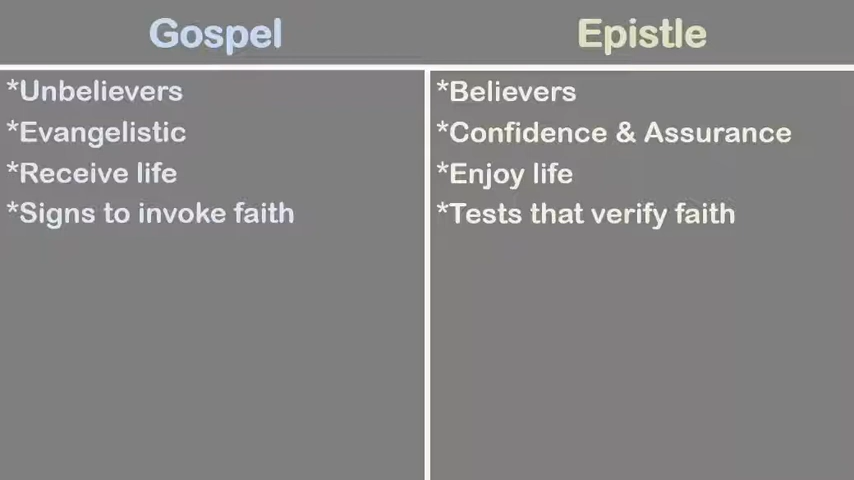 Gospel
Epistle
*Unbelievers
*Evangelistic
*Receive life
*Signs to invoke faith
*Believers
*Confidence & Assurance
*Enjoy life
*Tests that verify faith